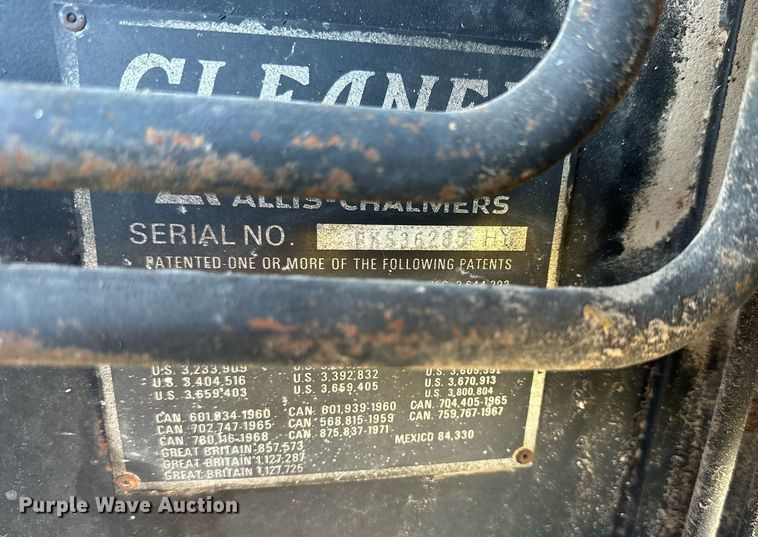 GLEANE
ALLIS-CHALMERS
SERIAL NO.
PATENTED-ONE OR MORE OF THE FOLLOWING PATENTS
U.S. 3,233,909 3,605,392
U.S. 3,404,516 U.S. 3,392,832 U.S. 3,670,913
U.S. 3,659,403 U.S. 3,659,405 U.S. 3,800,804
CAN. 601,934-1960 CAN. 601,939-1960 CAN. 704,405-1965
CAN. 702,747-1965 CAN. 568,815-1959 CAN. 759,767-1967
CAN. 780,116-1968 CAN. 875,837-1971 MEXICO 84,330
GREAT BRITAIN 857,573
GREAT BRITAIN 1,127,287
GREAT BRITAIN 1,127,725
Purple Wave Auction